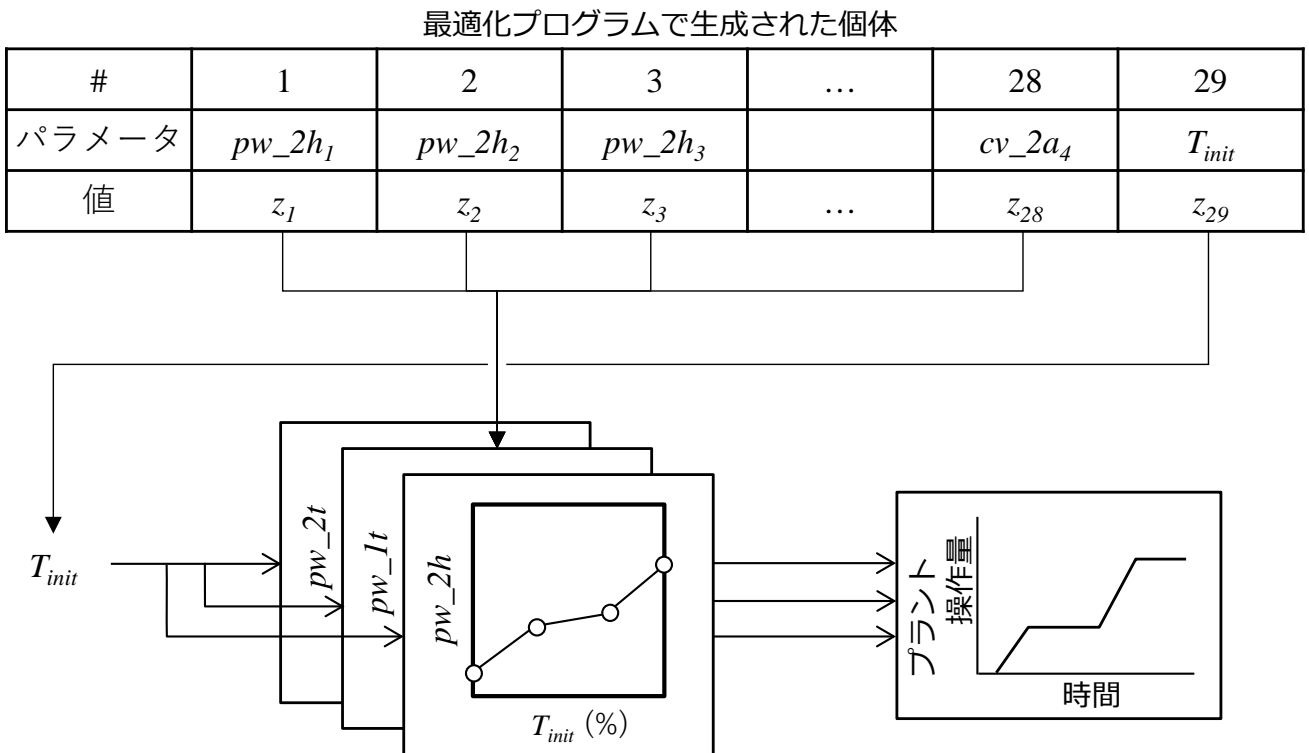 最適化プログラムで生成された個体
# 1 2 3 … 28 29
パラメータ pw_2h1 pw_2h2 pw_2h3 cv_2a4 Tinit
値 z1 z2 z3 … z28 z29
Tinit
pw_2t
pw_1t
pw_2h
Tinit (%)
プラント
操作量
時間